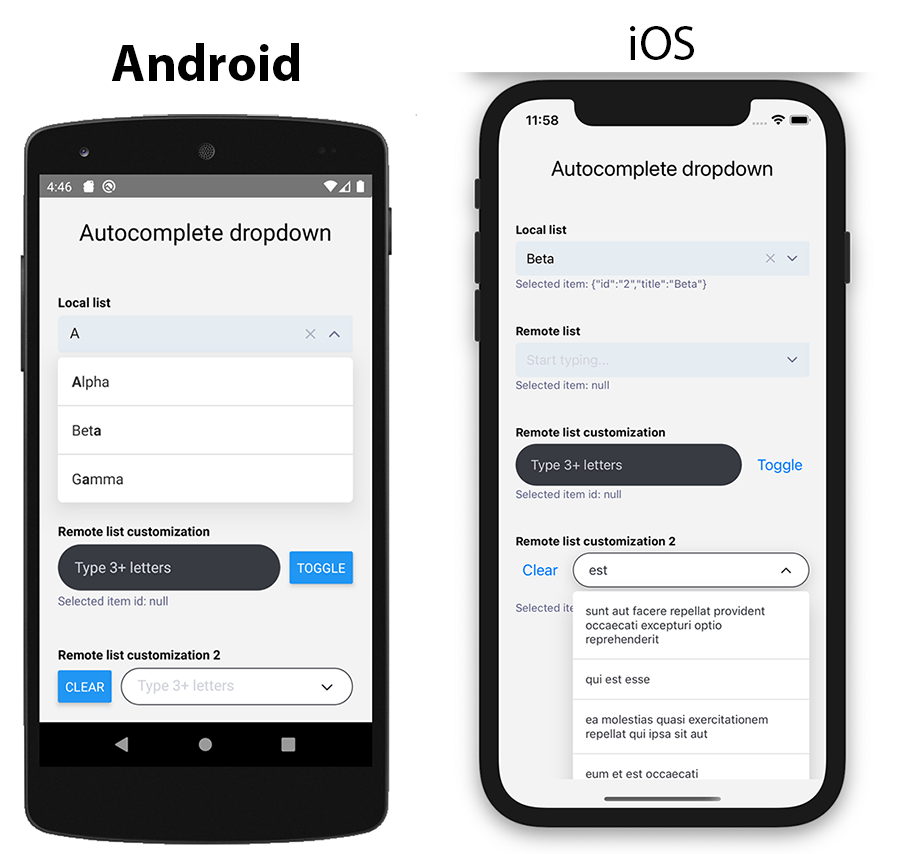 Android
4:46
Autocomplete dropdown
Local list
A
Alpha
Beta
Gamma
Remote list customization
Type 3+ letters
TOGGLE
Selected item id: null
Remote list customization 2
CLEAR
Type 3+ letters
iOS
11:58
Autocomplete dropdown
Local list
Beta
Selected item: {"id":"2","title":"Beta"}
Remote list
Start typing...
Selected item: null
Remote list customization
Type 3+ letters
Toggle
Selected item id: null
Remote list customization 2
Clear
est
Selected ite
sunt aut facere repellat provident
occaecati excepturi optio
reprehenderit
qui est esse
ea molestias quasi exercitationem
repellat qui ipsa sit aut
eum et est occaecati